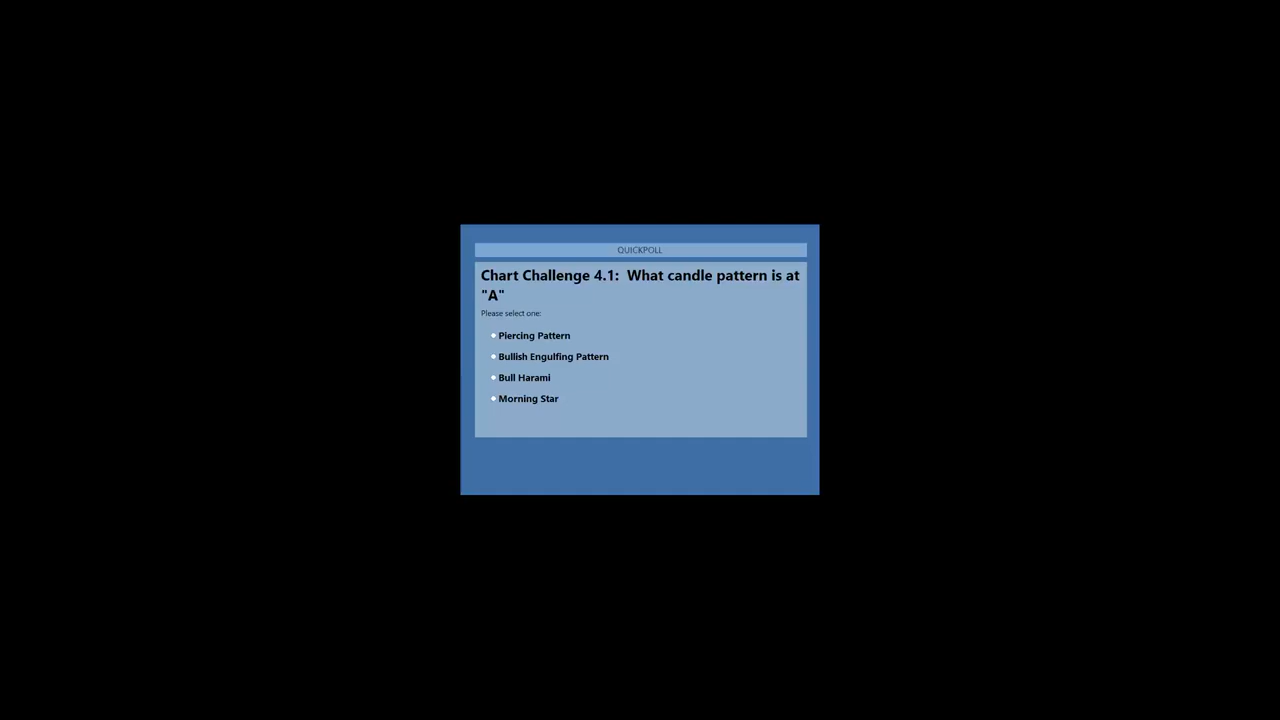 QUICKPOLL
Chart Challenge 4.1:  What candle pattern is at
"A"
Please select one:
Piercing Pattern
Bullish Engulfing Pattern
Bull Harami
Morning Star